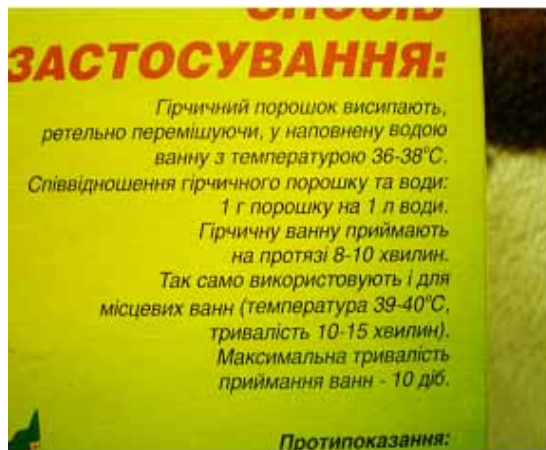 СПОСІБ
ЗАСТОСУВАННЯ:
Гірчичний порошок висипають,
ретельно перемішуючи, у наповнену водою
ванну з температурою 36-38°С.
Співвідношення гірчичного порошку та води:
1 г порошку на 1 л води.
Гірчичну ванну приймають
на протязі 8-10 хвилин.
Так само використовують і для
місцевих ванн (температура 39-40°С,
тривалість 10-15 хвилин).
Максимальна тривалість
приймання ванн - 10 діб.
Протипоказання: